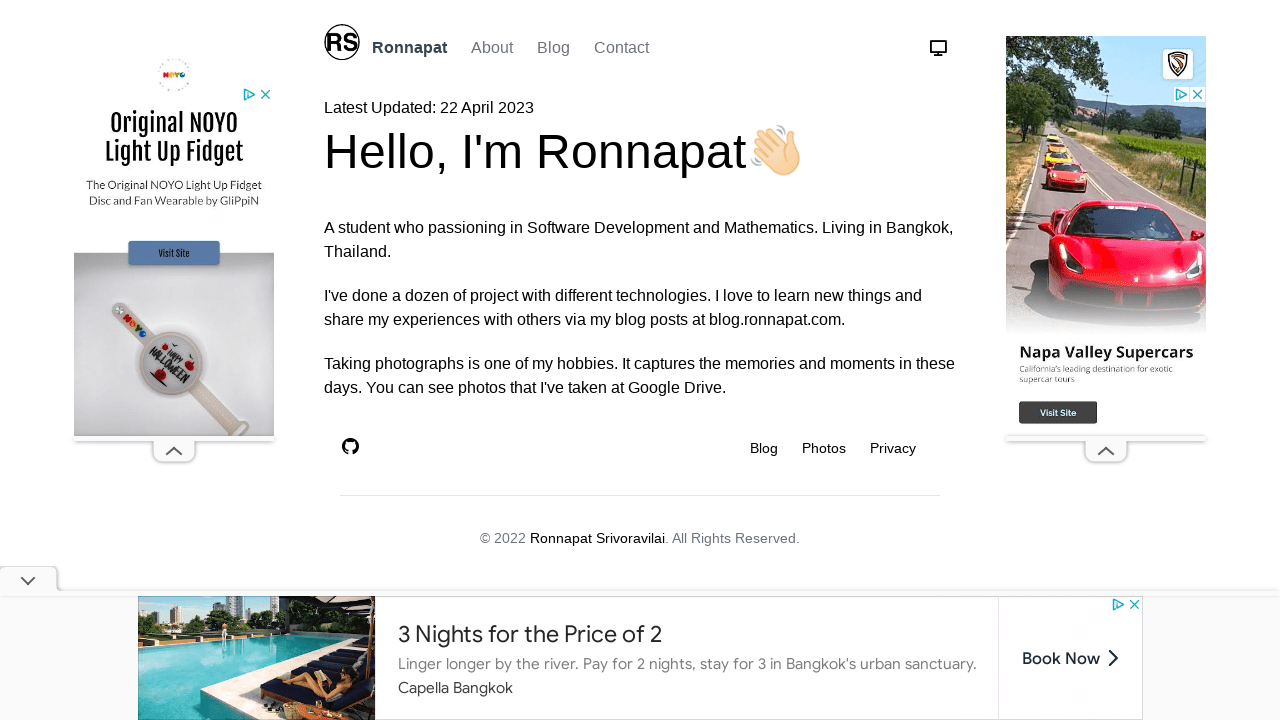 RS
Ronnapat About Blog Contact
Latest Updated: 22 April 2023
Hello, I'm Ronnapat👋🏻
A student who passioning in Software Development and Mathematics. Living in Bangkok,
Thailand.
I've done a dozen of project with different technologies. I love to learn new things and
share my experiences with others via my blog posts at blog.ronnapat.com.
Taking photographs is one of my hobbies. It captures the memories and moments in these
days. You can see photos that I've taken at Google Drive.
Blog Photos Privacy
© 2022 Ronnapat Srivoravilai. All Rights Reserved.
NOYO
Original NOYO
Light Up Fidget
The Original NOYO Light Up Fidget
Disc and Fan Wearable by GliPpiN
Visit Site
NOYO
HAPPY
HALLOWEEN
Napa Valley Supercars
California's leading destination for exotic
supercar tours
Visit Site
3 Nights for the Price of 2
Linger longer by the river. Pay for 2 nights, stay for 3 in Bangkok's urban sanctuary.
Capella Bangkok
Book Now